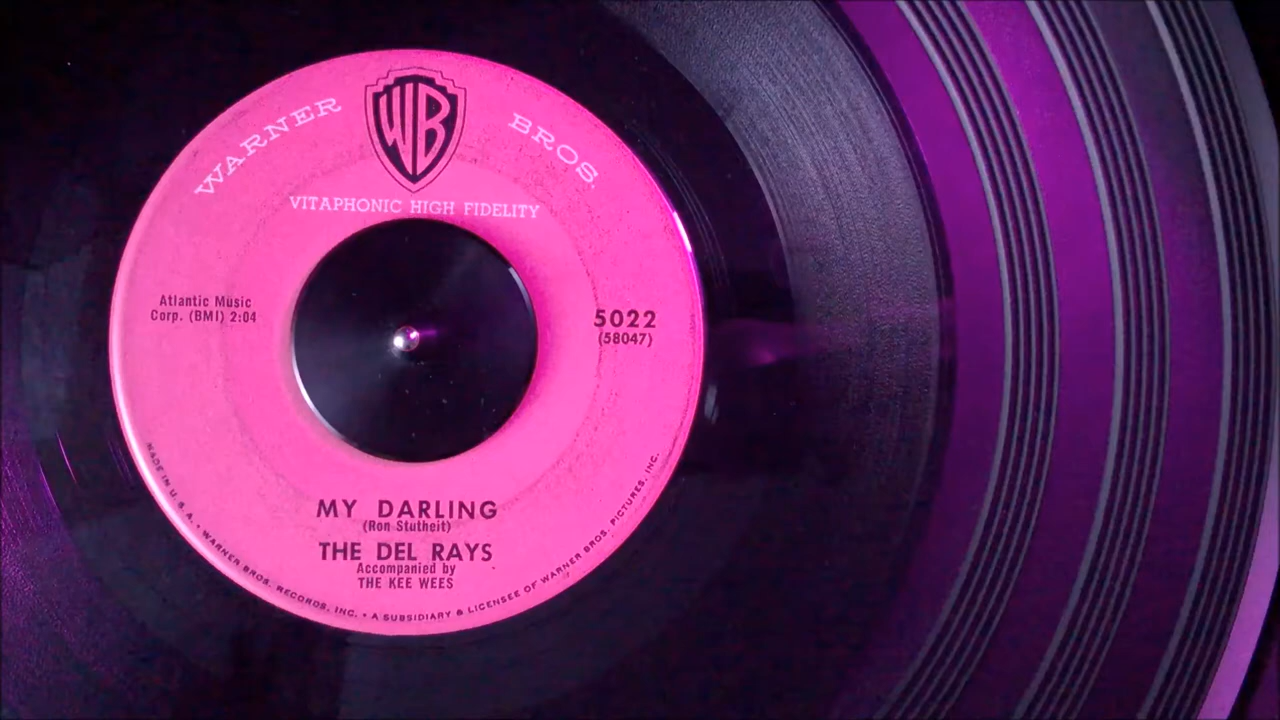 WARNER BROS.
WB
VITAPHONIC HIGH FIDELITY
Atlantic Music
Corp. (BMI) 2:04
5022
(58047)
MY DARLING
(Ron Stutheit)
THE DEL RAYS
Accompanied by
THE KEE WEES
MADE IN U.S.A. • WARNER BROS. RECORDS, INC. • A SUBSIDIARY & LICENSEE OF WARNER BROS. PICTURES, INC.